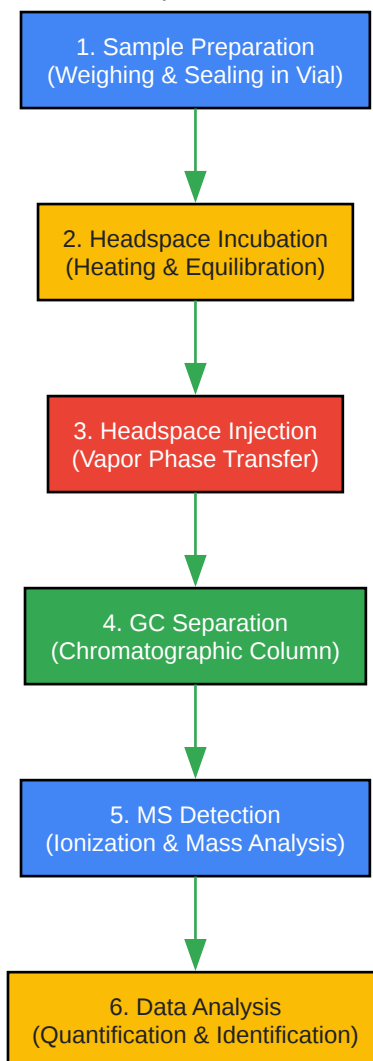 1. Sample Preparation
(Weighing & Sealing in Vial)
2. Headspace Incubation
(Heating & Equilibration)
3. Headspace Injection
(Vapor Phase Transfer)
4. GC Separation
(Chromatographic Column)
5. MS Detection
(Ionization & Mass Analysis)
6. Data Analysis
(Quantification & Identification)